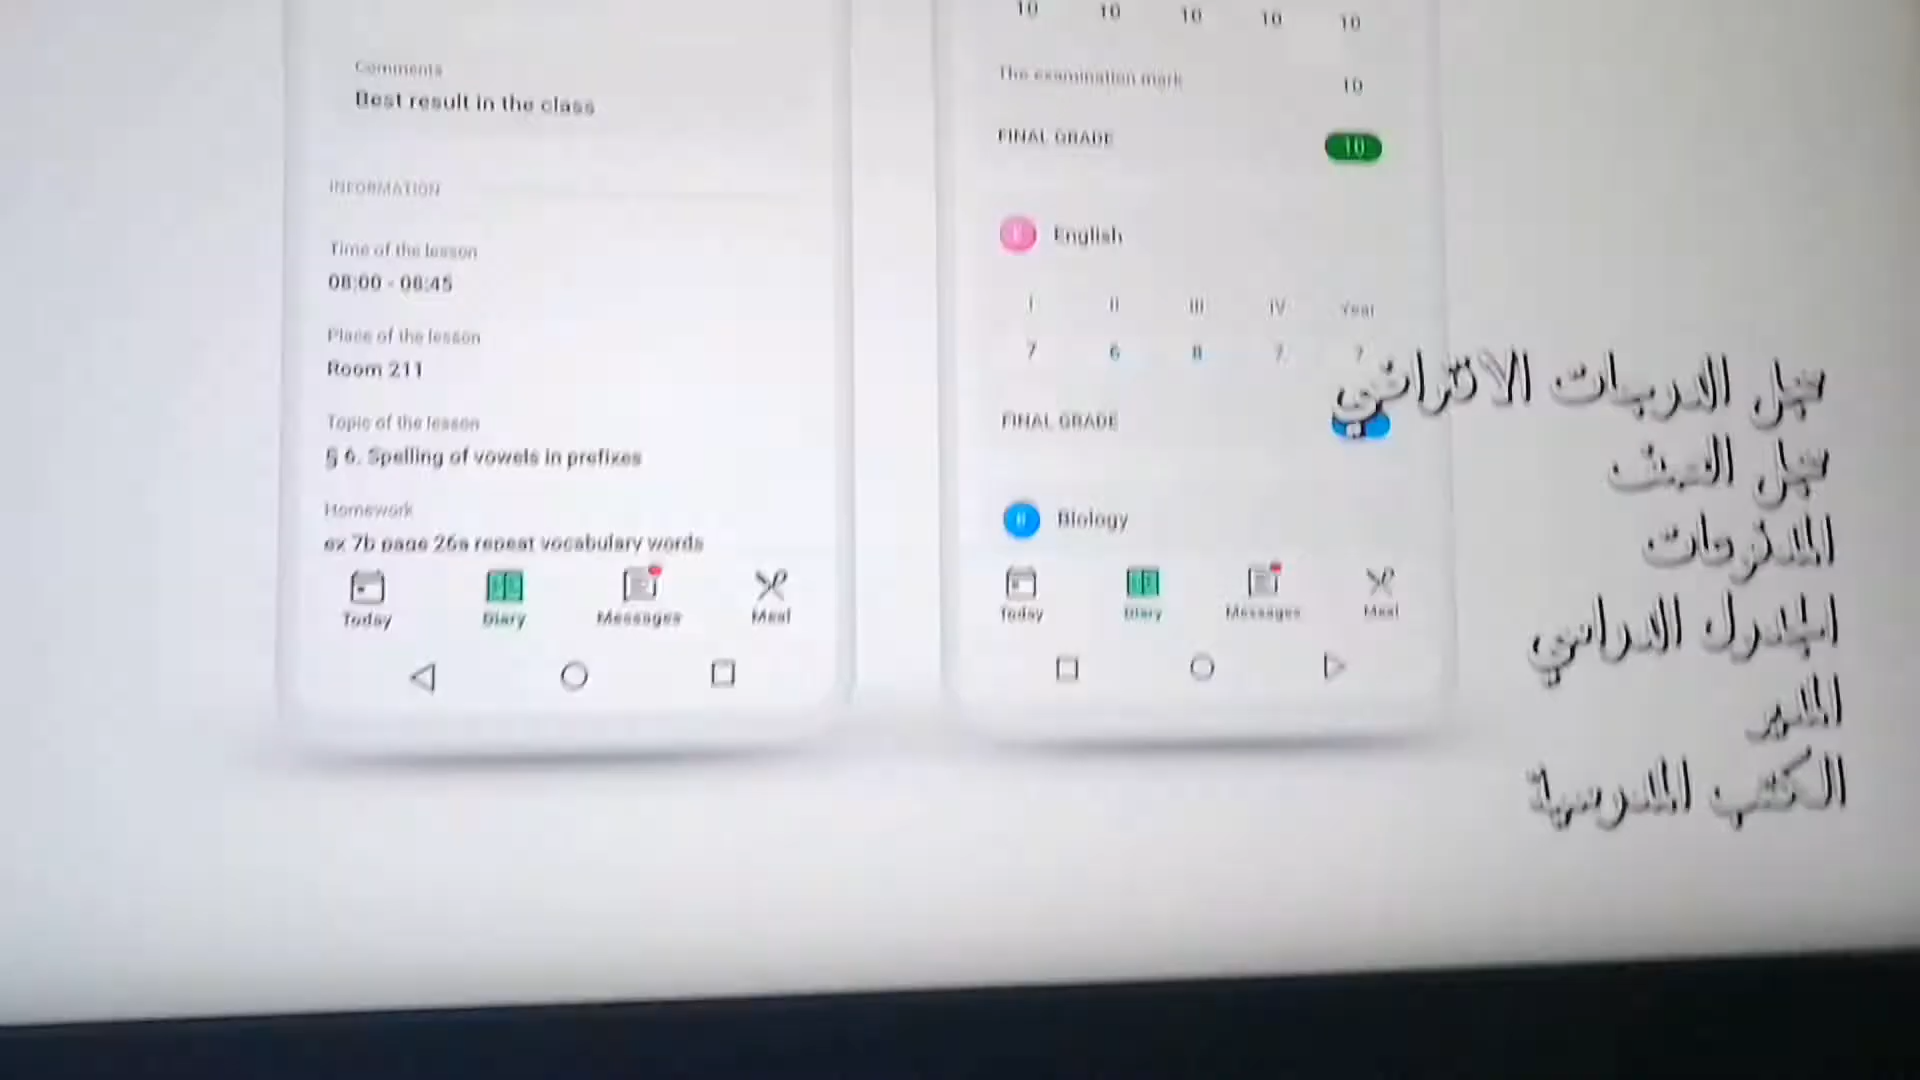 Comments
Best result in the class
INFORMATION
Time of the lesson
08:00 - 08:45
Place of the lesson
Room 211
Topic of the lesson
§ 6. Spelling of vowels in prefixes
Homework
ex 7b page 26a repeat vocabulary words
Today Diary Messages Meal
10 10 10 10 10
The examination mark 10
FINAL GRADE 10
English
I II III IV Year
7 6 8 7 7
FINAL GRADE
Biology
Today Diary Messages Meal
سجل الدرجات
سجل الصف
الجدول الدراسي
الكتب المدرسية